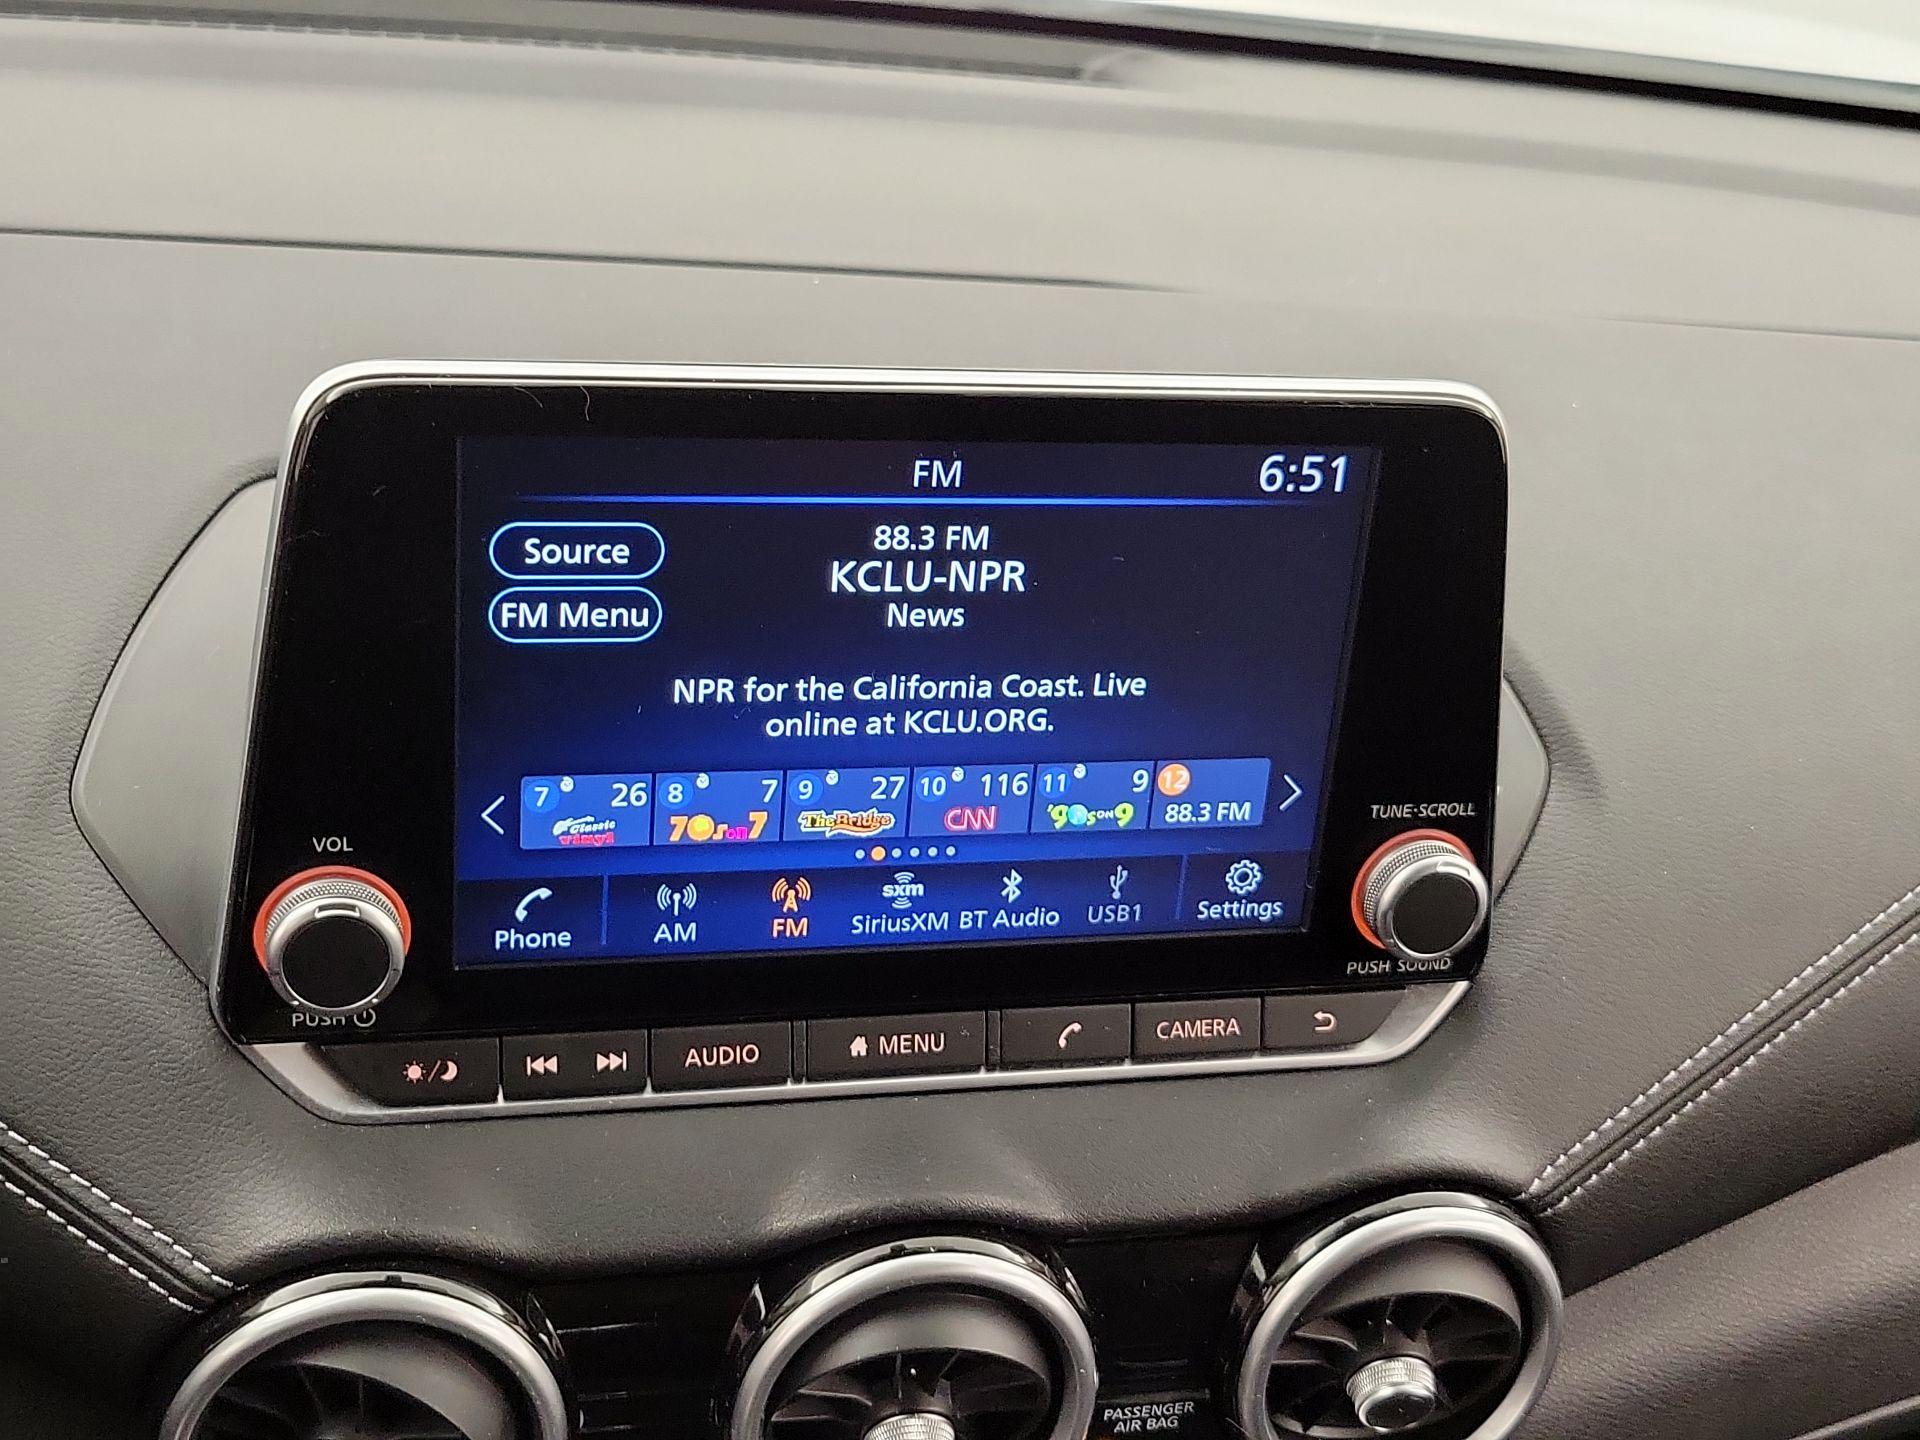 FM 6:51
Source
FM Menu
88.3 FM
KCLU-NPR
News
NPR for the California Coast. Live
online at KCLU.ORG.
7 26 8 7 9 27 10 116 11 9 12
Classic
Vinyl
70s on 7
The Bridge
CNN
'90s ON 9
88.3 FM
Phone
AM
FM
sxm
SiriusXM
BT Audio
USB1
Settings
VOL
PUSH
TUNE·SCROLL
PUSH SOUND
AUDIO
MENU
CAMERA
PASSENGER
AIR BAG